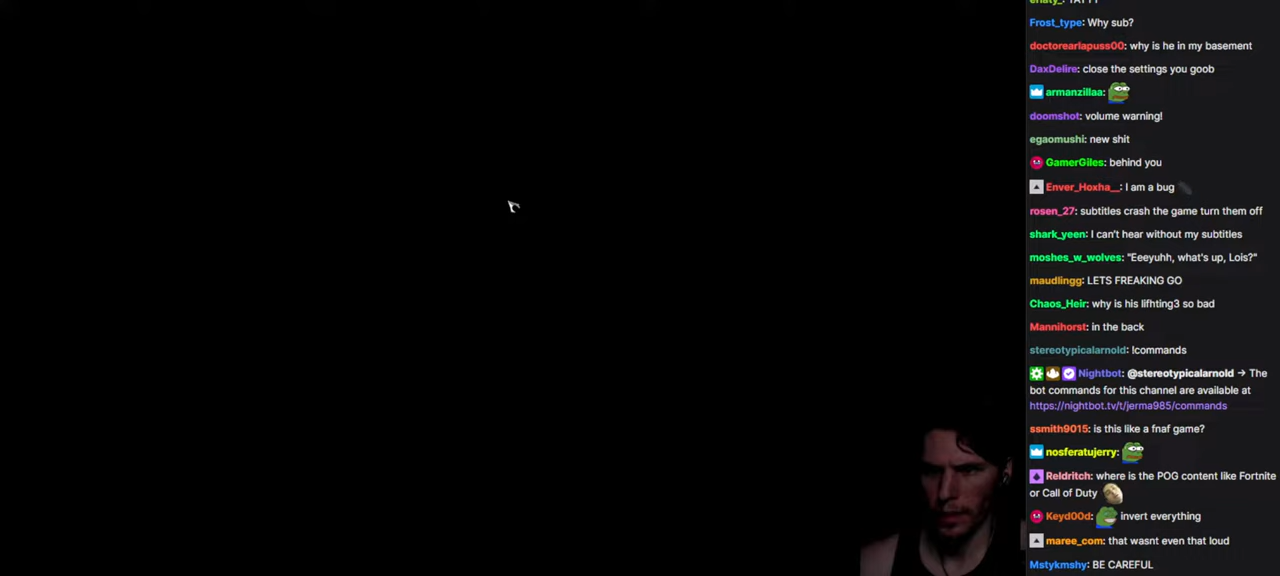 Frost_type: Why sub?
doctorearlapuss00: why is he in my basement
DaxDelire: close the settings you goob
armanzillaa:
doomshot: volume warning!
egaomushi: new shit
GamerGiles: behind you
Enver_Hoxha__: I am a bug
rosen_27: subtitles crash the game turn them off
shark_yeen: I can't hear without my subtitles
moshes_w_wolves: "Eeeyuhh, what's up, Lois?"
maudlingg: LETS FREAKING GO
Chaos_Heir: why is his lifhting3 so bad
Mannihorst: in the back
stereotypicalarnold: !commands
Nightbot: @stereotypicalarnold → The
bot commands for this channel are available at
https://nightbot.tv/t/jerma985/commands
ssmith9015: is this like a fnaf game?
nosferatujerry:
Reldritch: where is the POG content like Fortnite
or Call of Duty
Keyd00d: invert everything
maree_com: that wasnt even that loud
Mstykmshy: BE CAREFUL